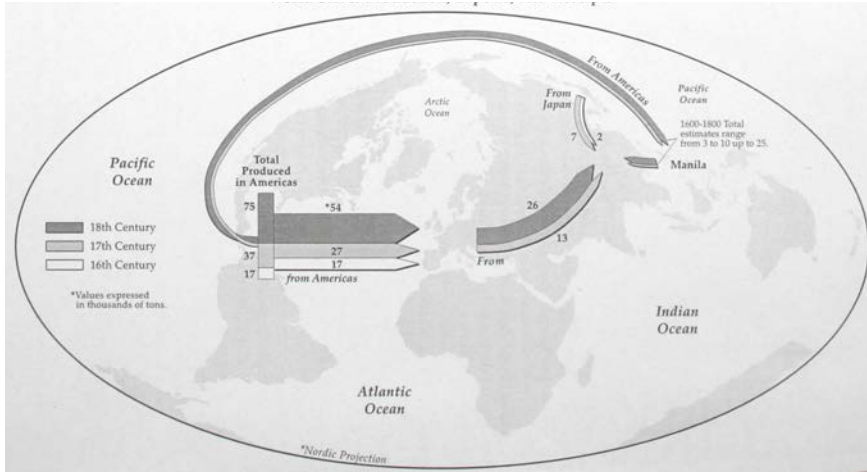 Pacific
Ocean
Total
Produced
in Americas
75
37
17
*54
27
17
from Americas
18th Century
17th Century
16th Century
*Values expressed
in thousands of tons.
Arctic
Ocean
From
Japan
7
2
From Americas
Pacific
Ocean
1600-1800 Total
estimates range
from 3 to 10 up to 25.
Manila
26
13
From
Indian
Ocean
Atlantic
Ocean
*Nordic Projection